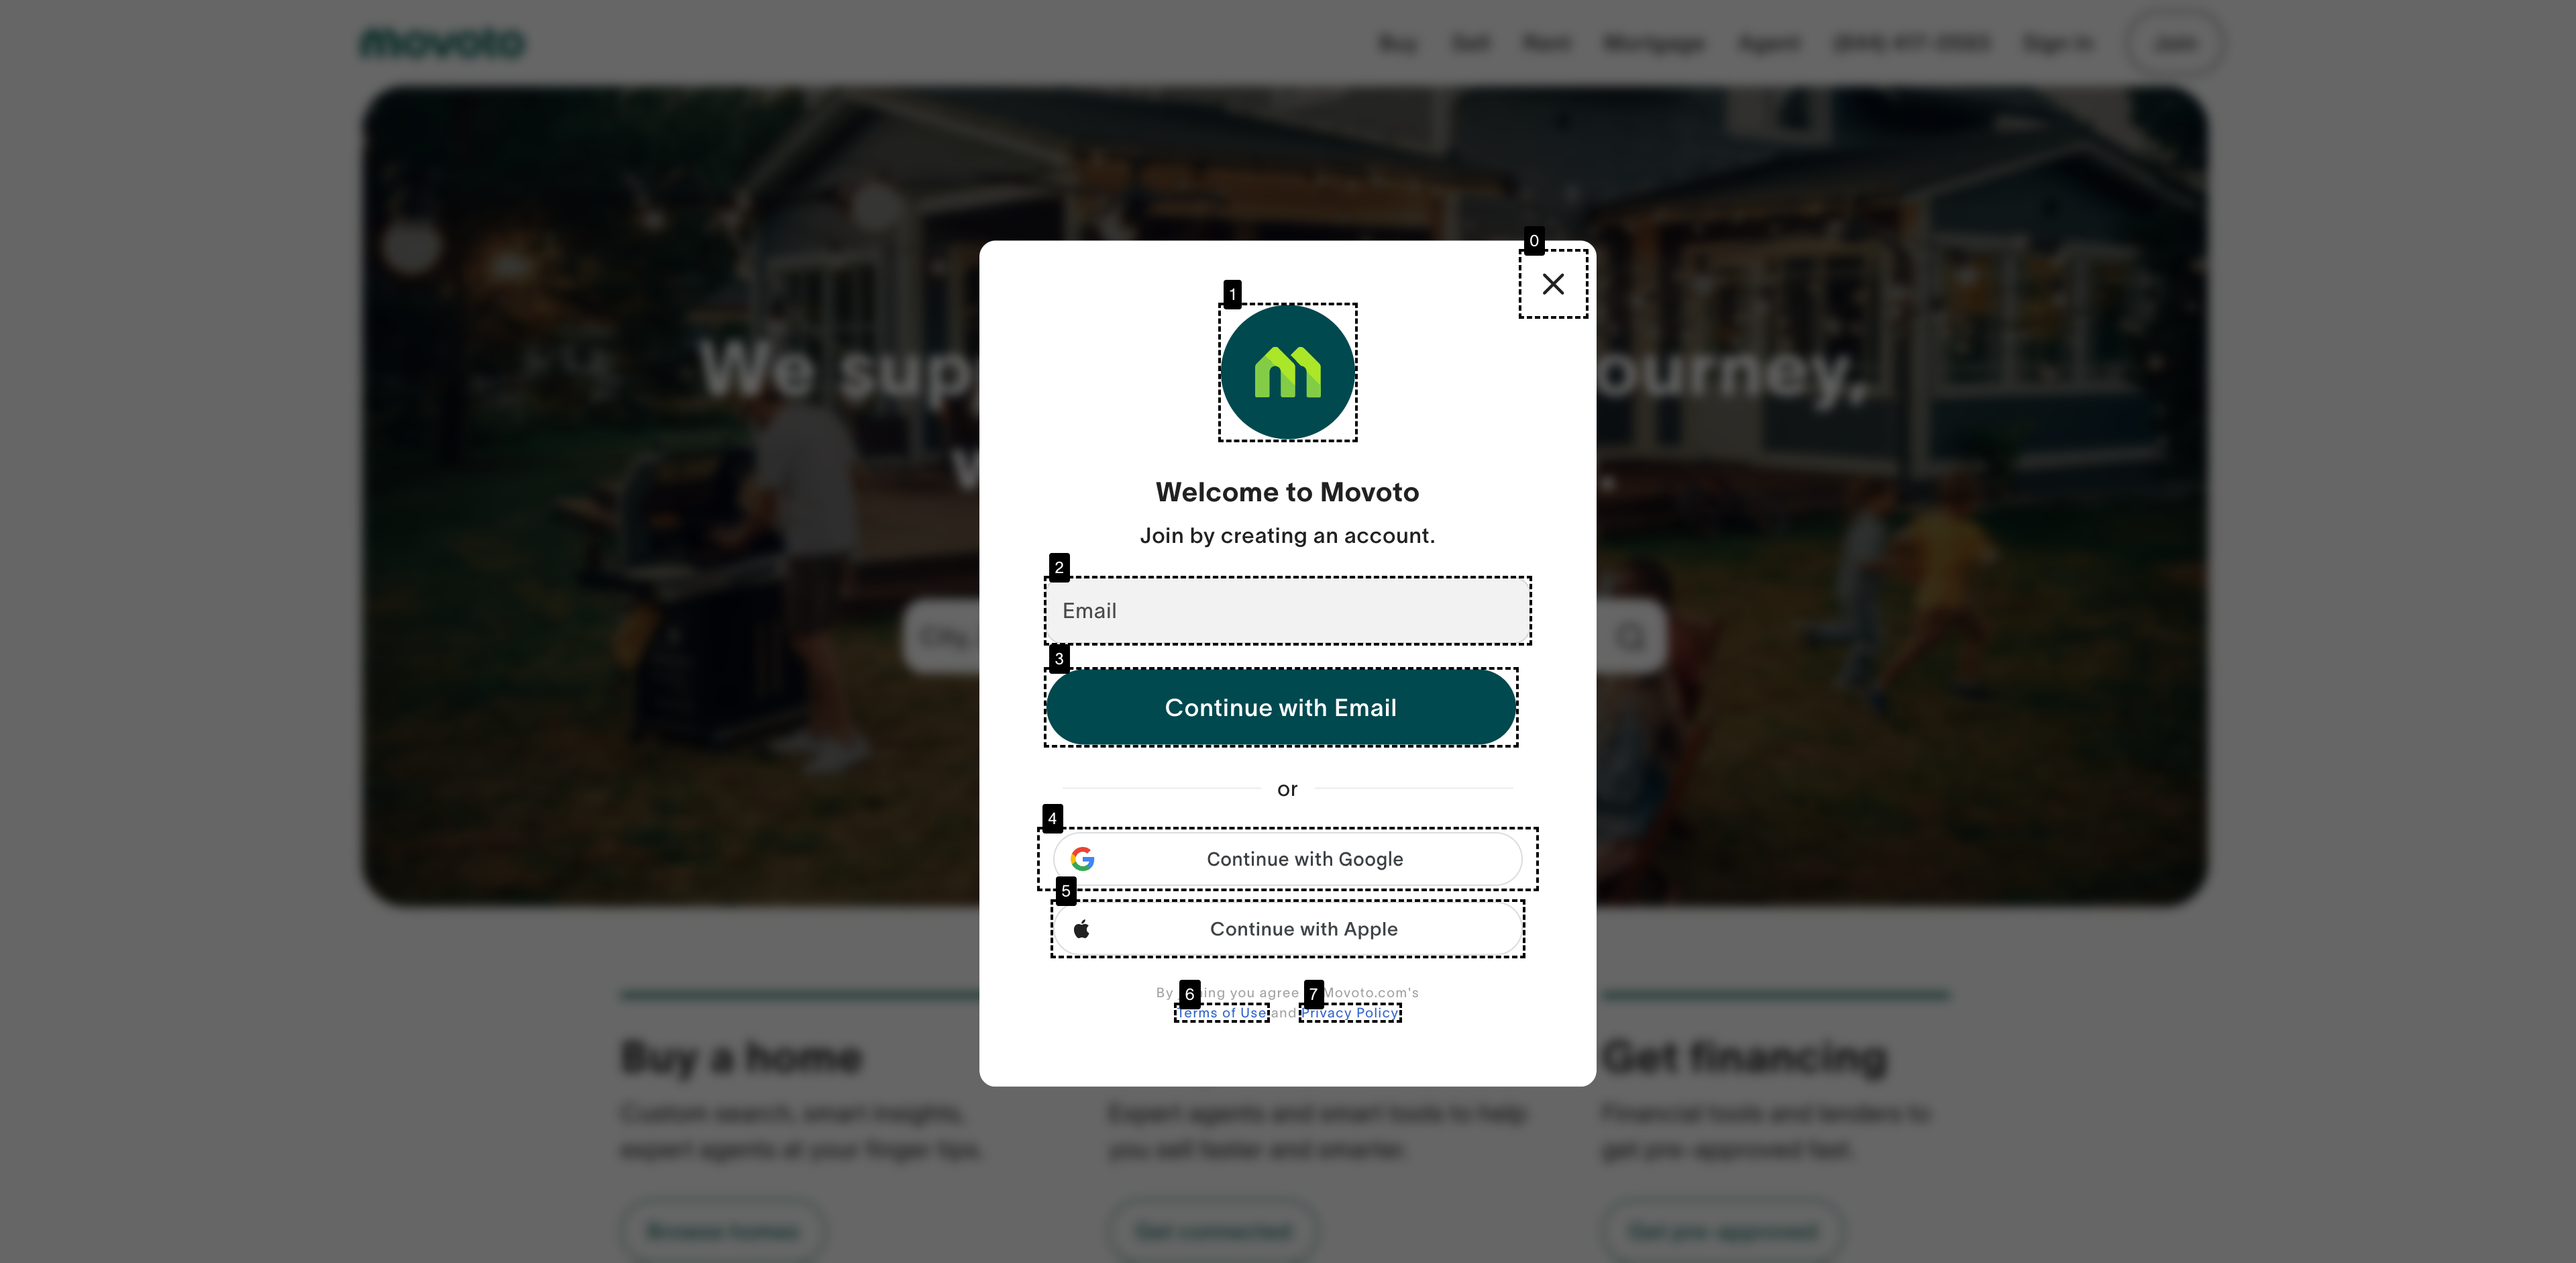 movoto
Buy Sell Rent Mortgage Agent Sign In Join
0
1
We supp ourney,
W .
Welcome to Movoto
Join by creating an account.
2
Email
City,
3
Continue with Email
or
4
Continue with Google
5
Continue with Apple
By ing you agree Movoto.com's
6 7
Terms of Use and Privacy Policy
Buy a home Get financing
Custom search, smart insights, Expert agents and smart tools to help Financial tools and lenders to
expert agents at your finger tips. you sell faster and smarter. get pre-approved fast.
Browse homes Get connected Get pre-approved